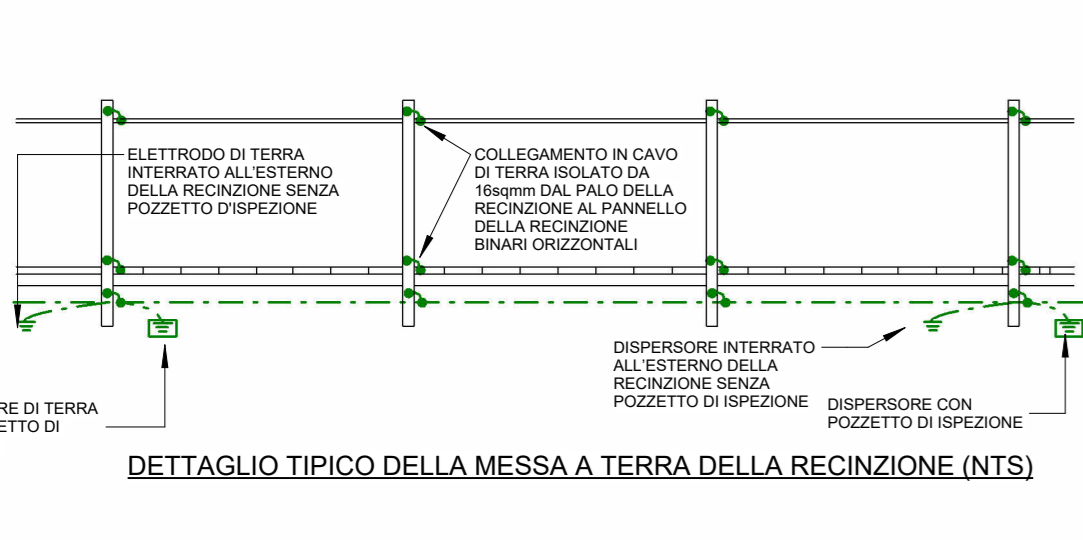 ELETTRODO DI TERRA
INTERRATO ALL'ESTERNO
DELLA RECINZIONE SENZA
POZZETTO D'ISPEZIONE
COLLEGAMENTO IN CAVO
DI TERRA ISOLATO DA
16sqmm DAL PALO DELLA
RECINZIONE AL PANNELLO
DELLA RECINZIONE
BINARI ORIZZONTALI
DISPERSORE INTERRATO
ALL'ESTERNO DELLA
RECINZIONE SENZA
POZZETTO DI ISPEZIONE
DISPERSORE CON
POZZETTO DI ISPEZIONE
RE DI TERRA
ETTO DI
DETTAGLIO TIPICO DELLA MESSA A TERRA DELLA RECINZIONE (NTS)